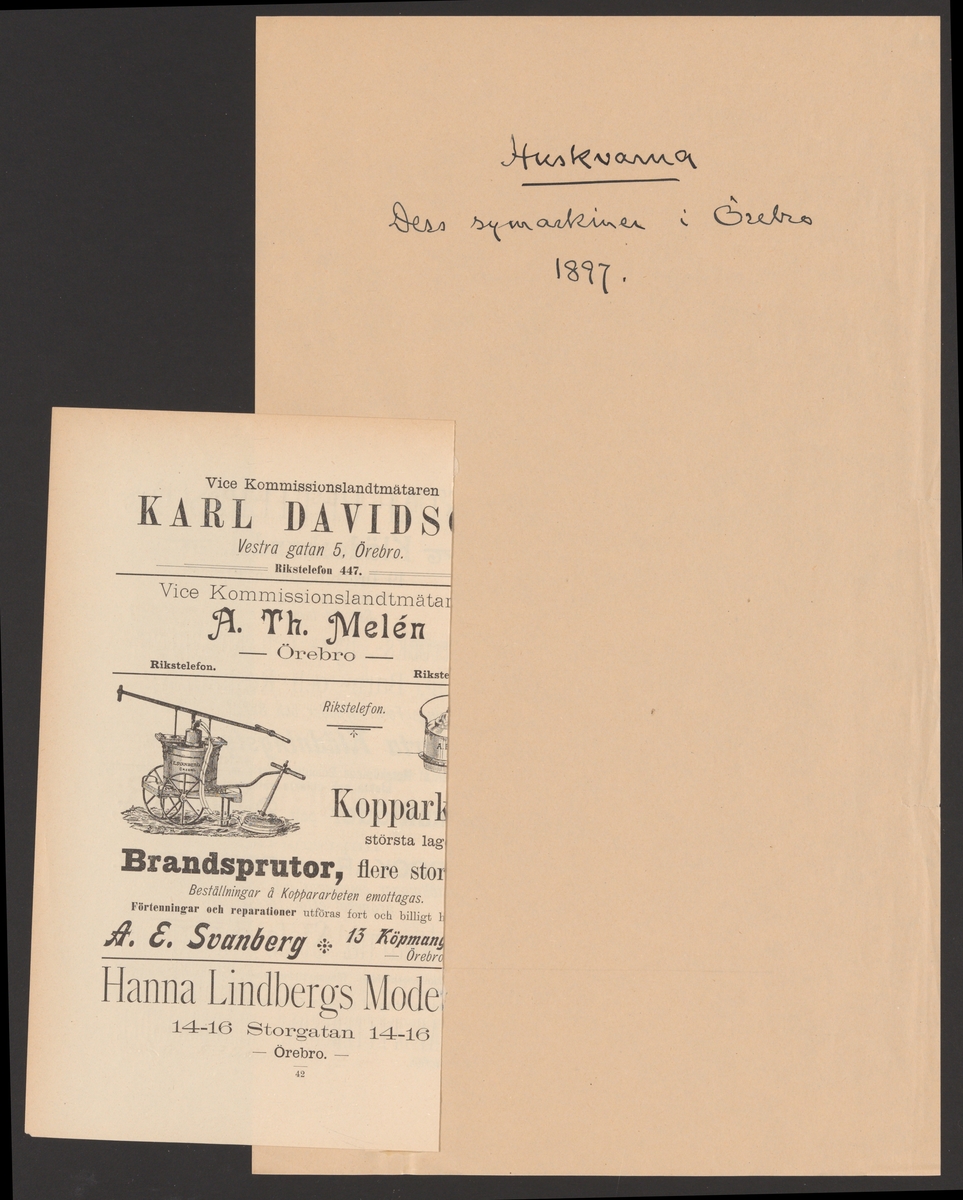 Huskvarna
Dess symaskiner i Örebro
1897.
Vice Kommissionslandtmätaren
KARL DAVIDS
Vestra gatan 5, Örebro.
Rikstelefon 447.
Vice Kommissionslandtmätar
A. Th. Melén
— Örebro —
Rikstelefon. Rikste
Rikstelefon.
Koppark
största lag
Brandsprutor, flere stor
Beställningar å Koppararbeten emottagas.
Förtenningar och reparationer utföras fort och billigt h
A. E. Svanberg 13 Köpmang
— Örebro
Hanna Lindbergs Mode
14-16 Storgatan 14-16
— Örebro. —
42